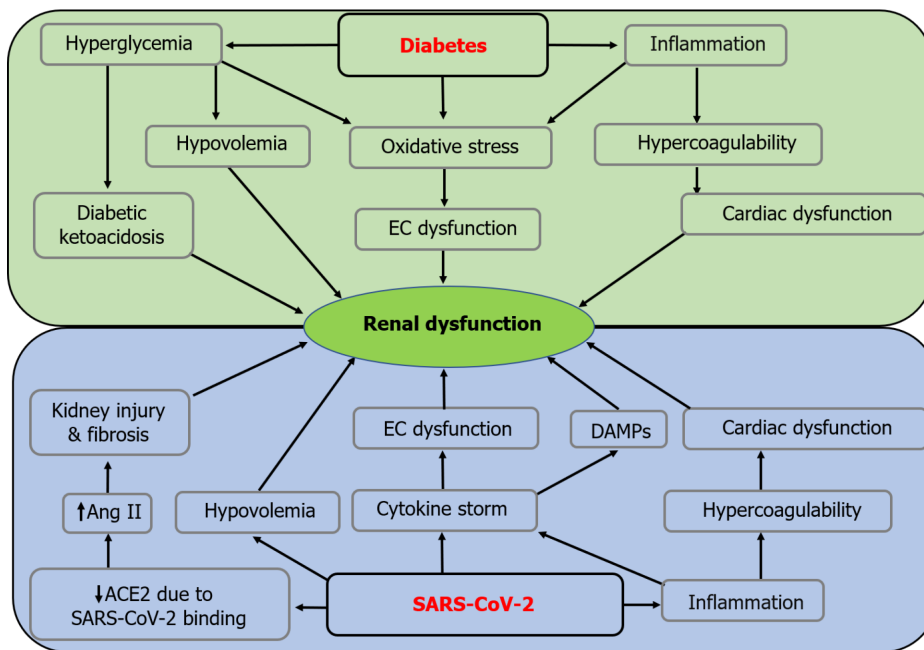 Hyperglycemia
Diabetes
Inflammation
Hypovolemia
Oxidative stress
Hypercoagulability
Diabetic
ketoacidosis
EC dysfunction
Cardiac dysfunction
Renal dysfunction
Kidney injury
& fibrosis
EC dysfunction
DAMPs
Cardiac dysfunction
↑Ang II
Hypovolemia
Cytokine storm
Hypercoagulability
↓ACE2 due to
SARS-CoV-2 binding
SARS-CoV-2
Inflammation